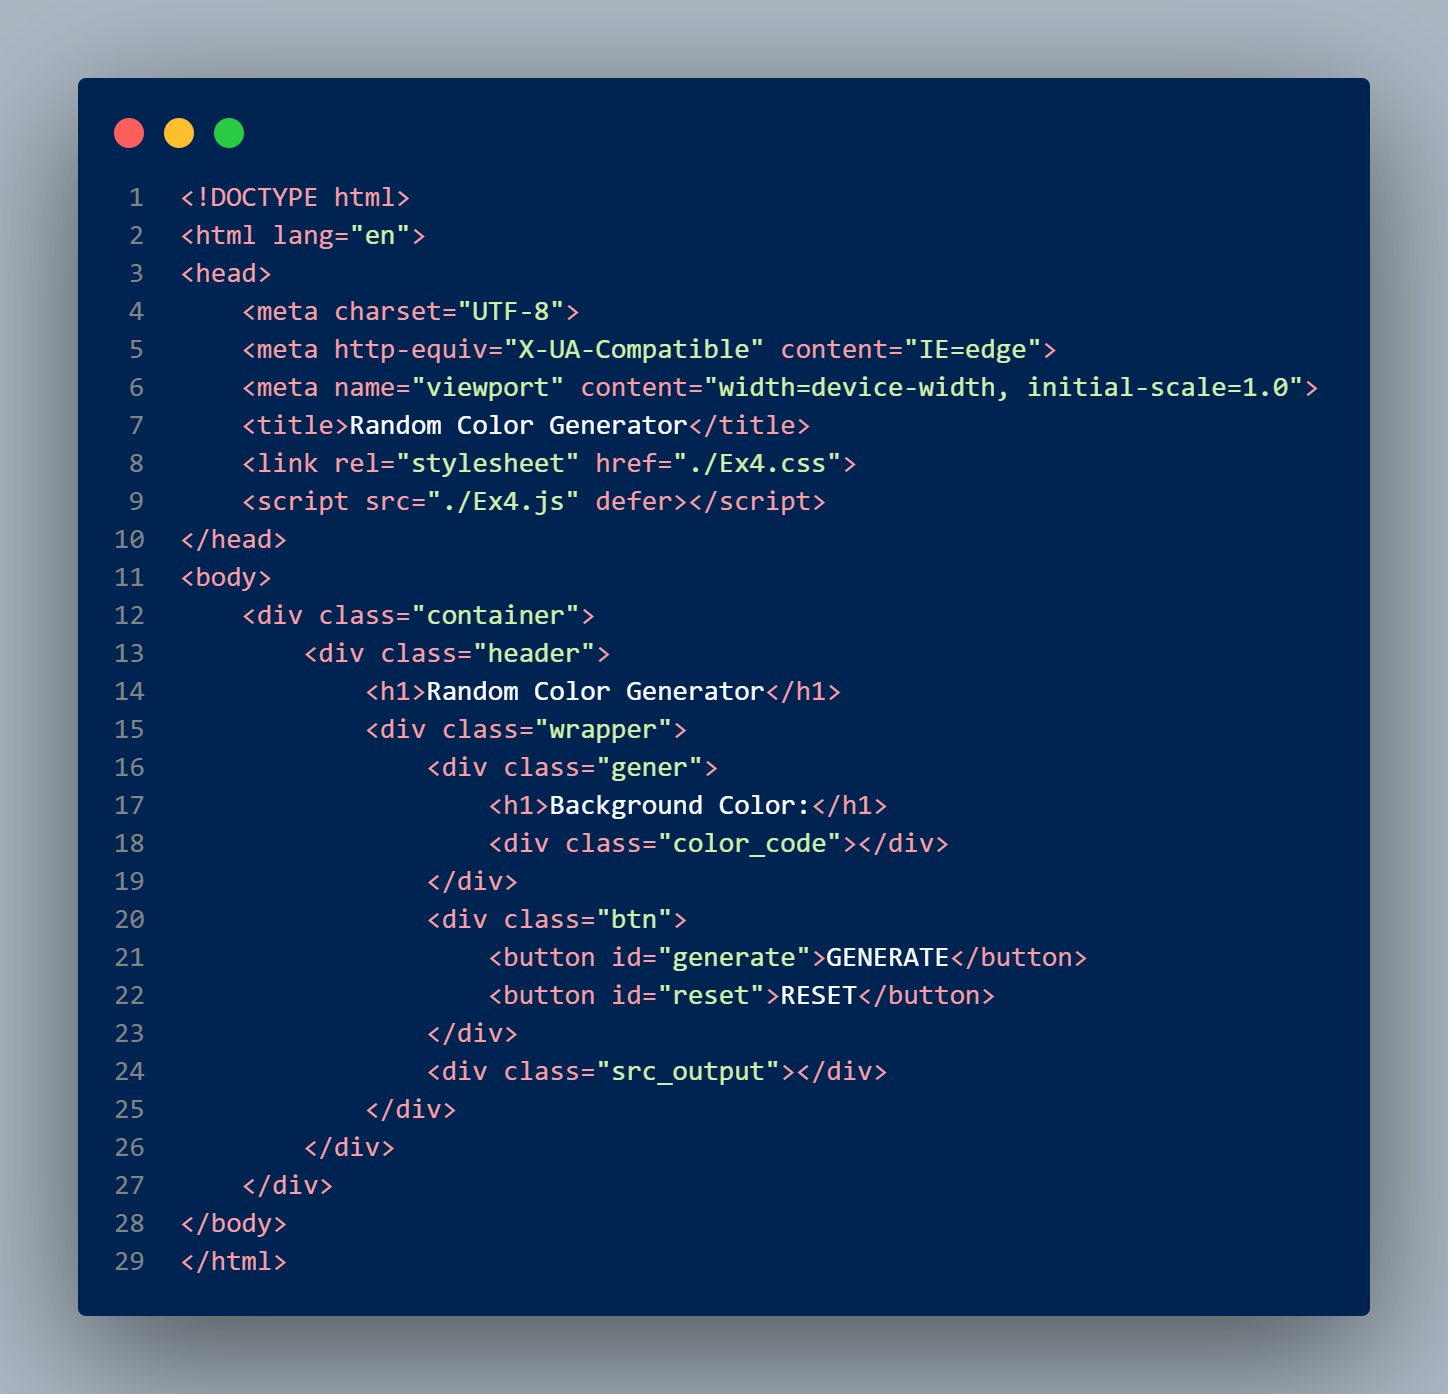 1 <!DOCTYPE html>
2 <html lang="en">
3 <head>
4     <meta charset="UTF-8">
5     <meta http-equiv="X-UA-Compatible" content="IE=edge">
6     <meta name="viewport" content="width=device-width, initial-scale=1.0">
7     <title>Random Color Generator</title>
8     <link rel="stylesheet" href="./Ex4.css">
9     <script src="./Ex4.js" defer></script>
10 </head>
11 <body>
12     <div class="container">
13         <div class="header">
14             <h1>Random Color Generator</h1>
15             <div class="wrapper">
16                 <div class="gener">
17                     <h1>Background Color:</h1>
18                     <div class="color_code"></div>
19                 </div>
20                 <div class="btn">
21                     <button id="generate">GENERATE</button>
22                     <button id="reset">RESET</button>
23                 </div>
24                 <div class="src_output"></div>
25             </div>
26         </div>
27     </div>
28 </body>
29 </html>